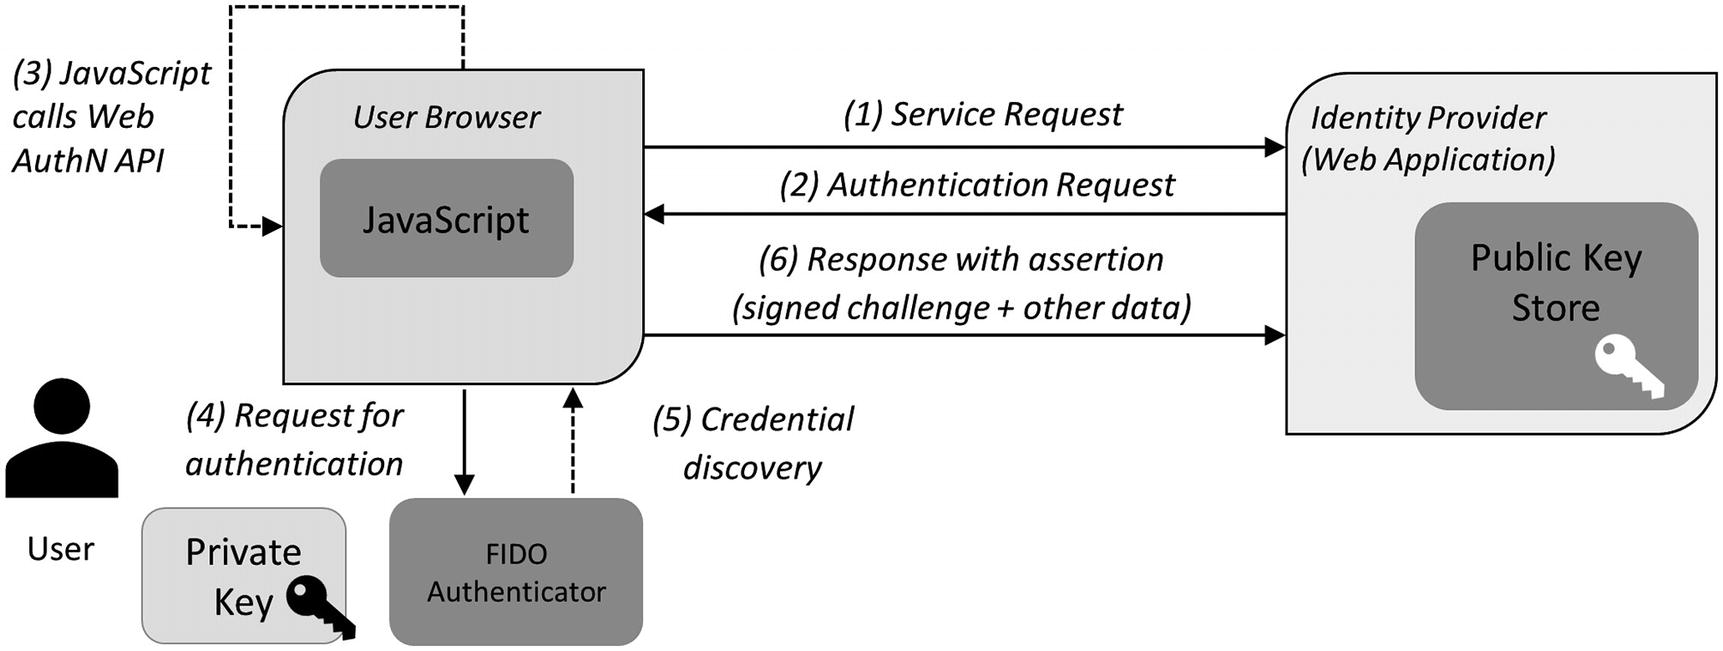 (3) JavaScript
calls Web
AuthN API
User Browser
JavaScript
(1) Service Request
(2) Authentication Request
(6) Response with assertion
(signed challenge + other data)
Identity Provider
(Web Application)
Public Key
Store
(4) Request for
authentication
(5) Credential
discovery
User
Private
Key
FIDO
Authenticator